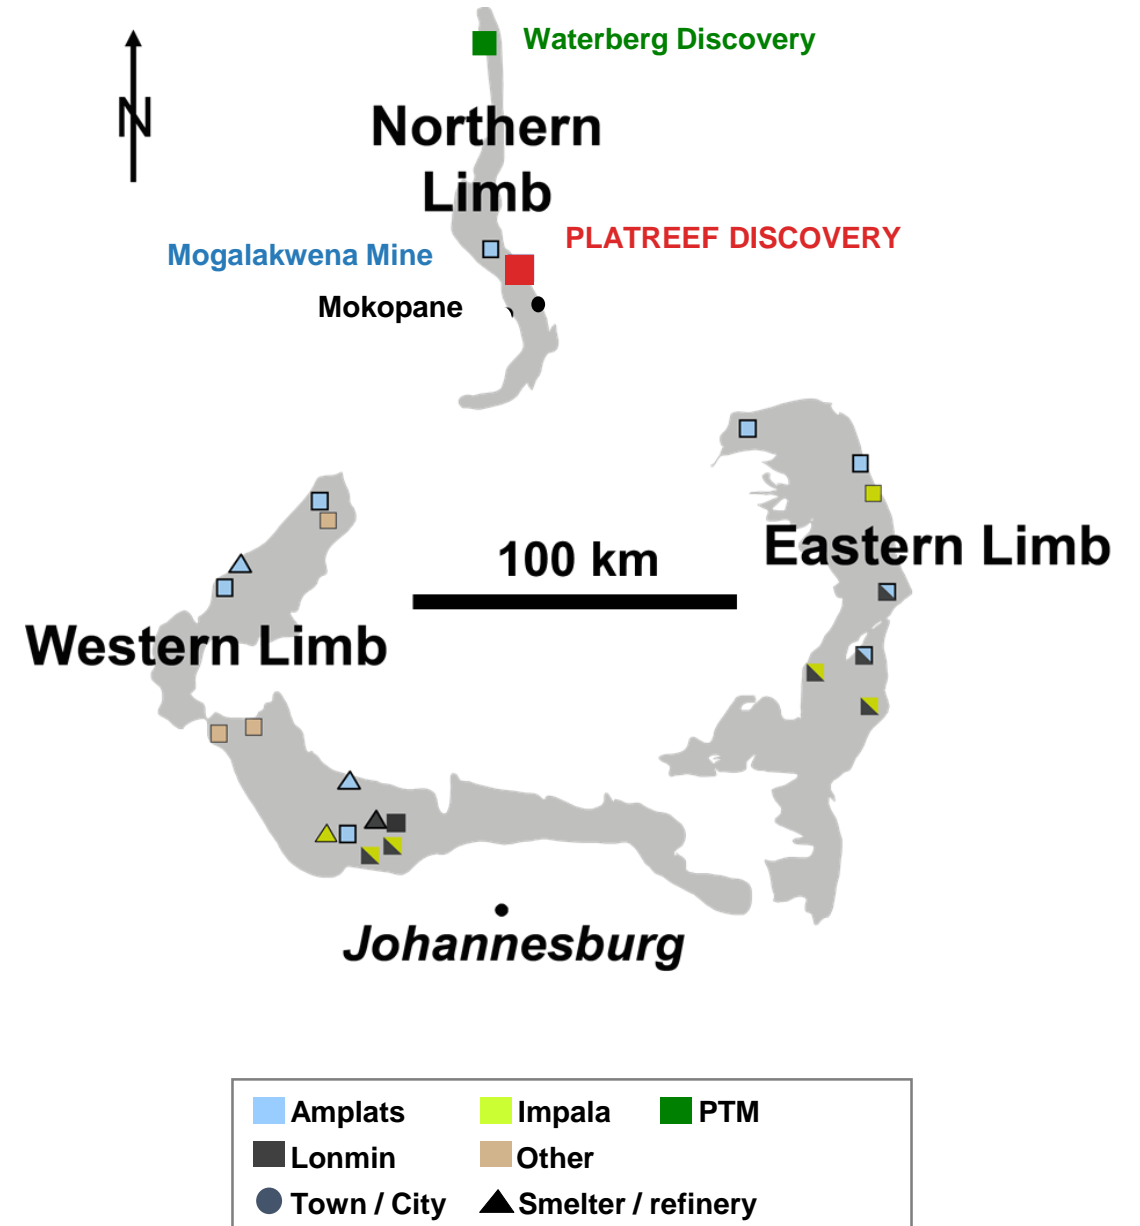 Waterberg Discovery
N
Northern
Limb
PLATREEF DISCOVERY
Mogalakwena Mine
Mokopane
100 km
Eastern Limb
Western Limb
Johannesburg
Amplats Impala PTM
Lonmin Other
Town / City Smelter / refinery